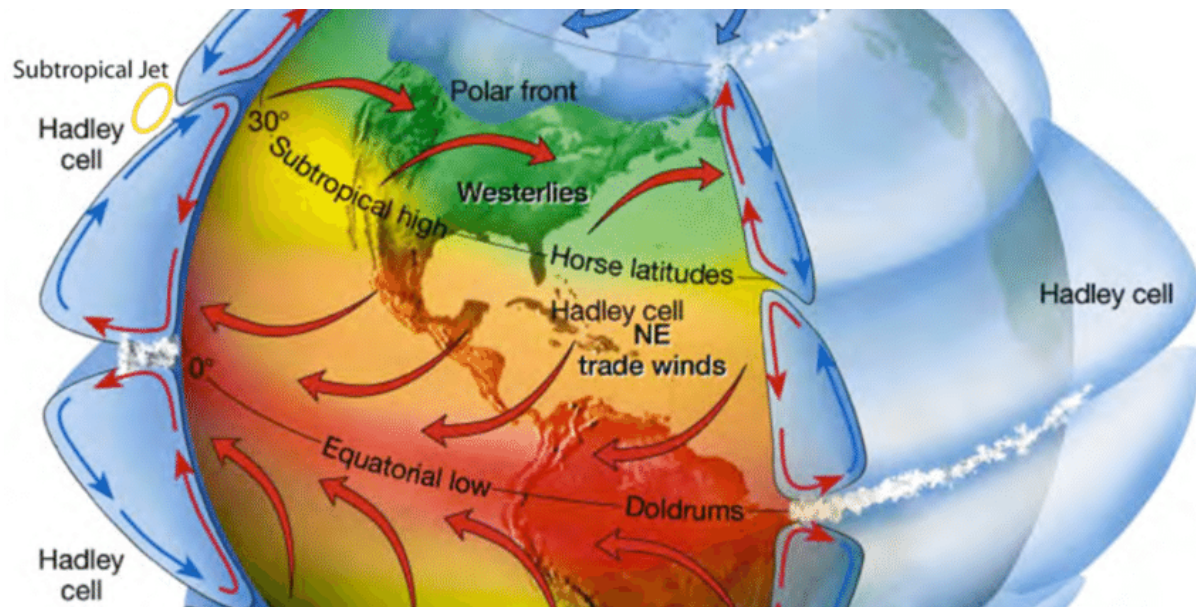 Subtropical Jet
Hadley
cell
30°
Polar front
Subtropical high
Westerlies
Horse latitudes
Hadley cell
NE
trade winds
Hadley cell
0°
Equatorial low
Doldrums
Hadley
cell